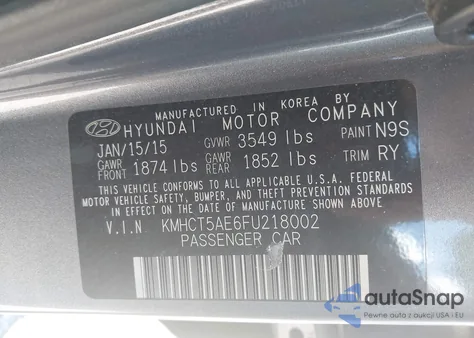 MANUFACTURED IN KOREA BY
HYUNDAI MOTOR COMPANY
JAN/15/15 GVWR 3549 lbs PAINT N9S
GAWR FRONT 1874 lbs GAWR REAR 1852 lbs TRIM RY
THIS VEHICLE CONFORMS TO ALL APPLICABLE U.S.A. FEDERAL
MOTOR VEHICLE SAFETY, BUMPER, AND THEFT PREVENTION STANDARDS
IN EFFECT ON THE DATE OF MANUFACTURE SHOWN ABOVE.
V.I.N KMHCT5AE6FU218002
PASSENGER CAR
autoSnap
Pewne auta z aukcji w USA i Kanadzie